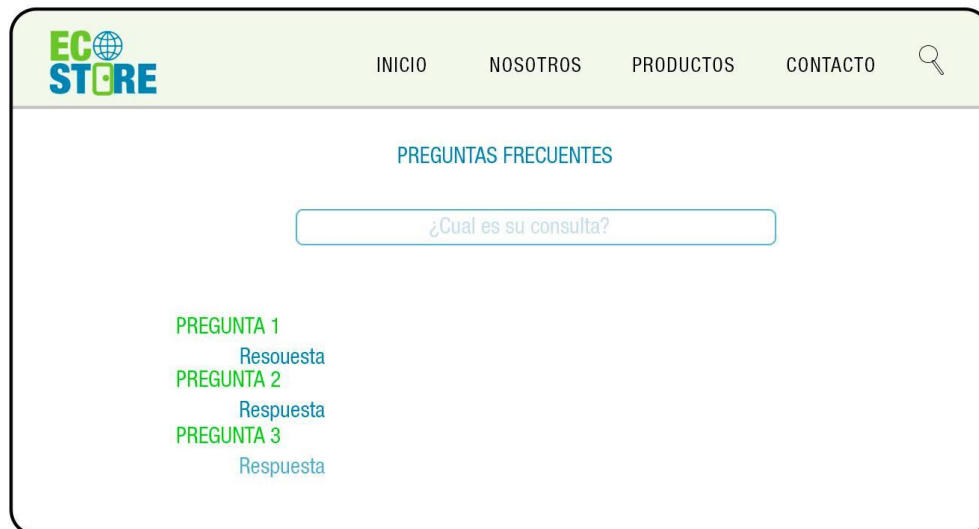 ECO
STORE
INICIO NOSOTROS PRODUCTOS CONTACTO
PREGUNTAS FRECUENTES
¿Cual es su consulta?
PREGUNTA 1
Resouesta
PREGUNTA 2
Respuesta
PREGUNTA 3
Respuesta